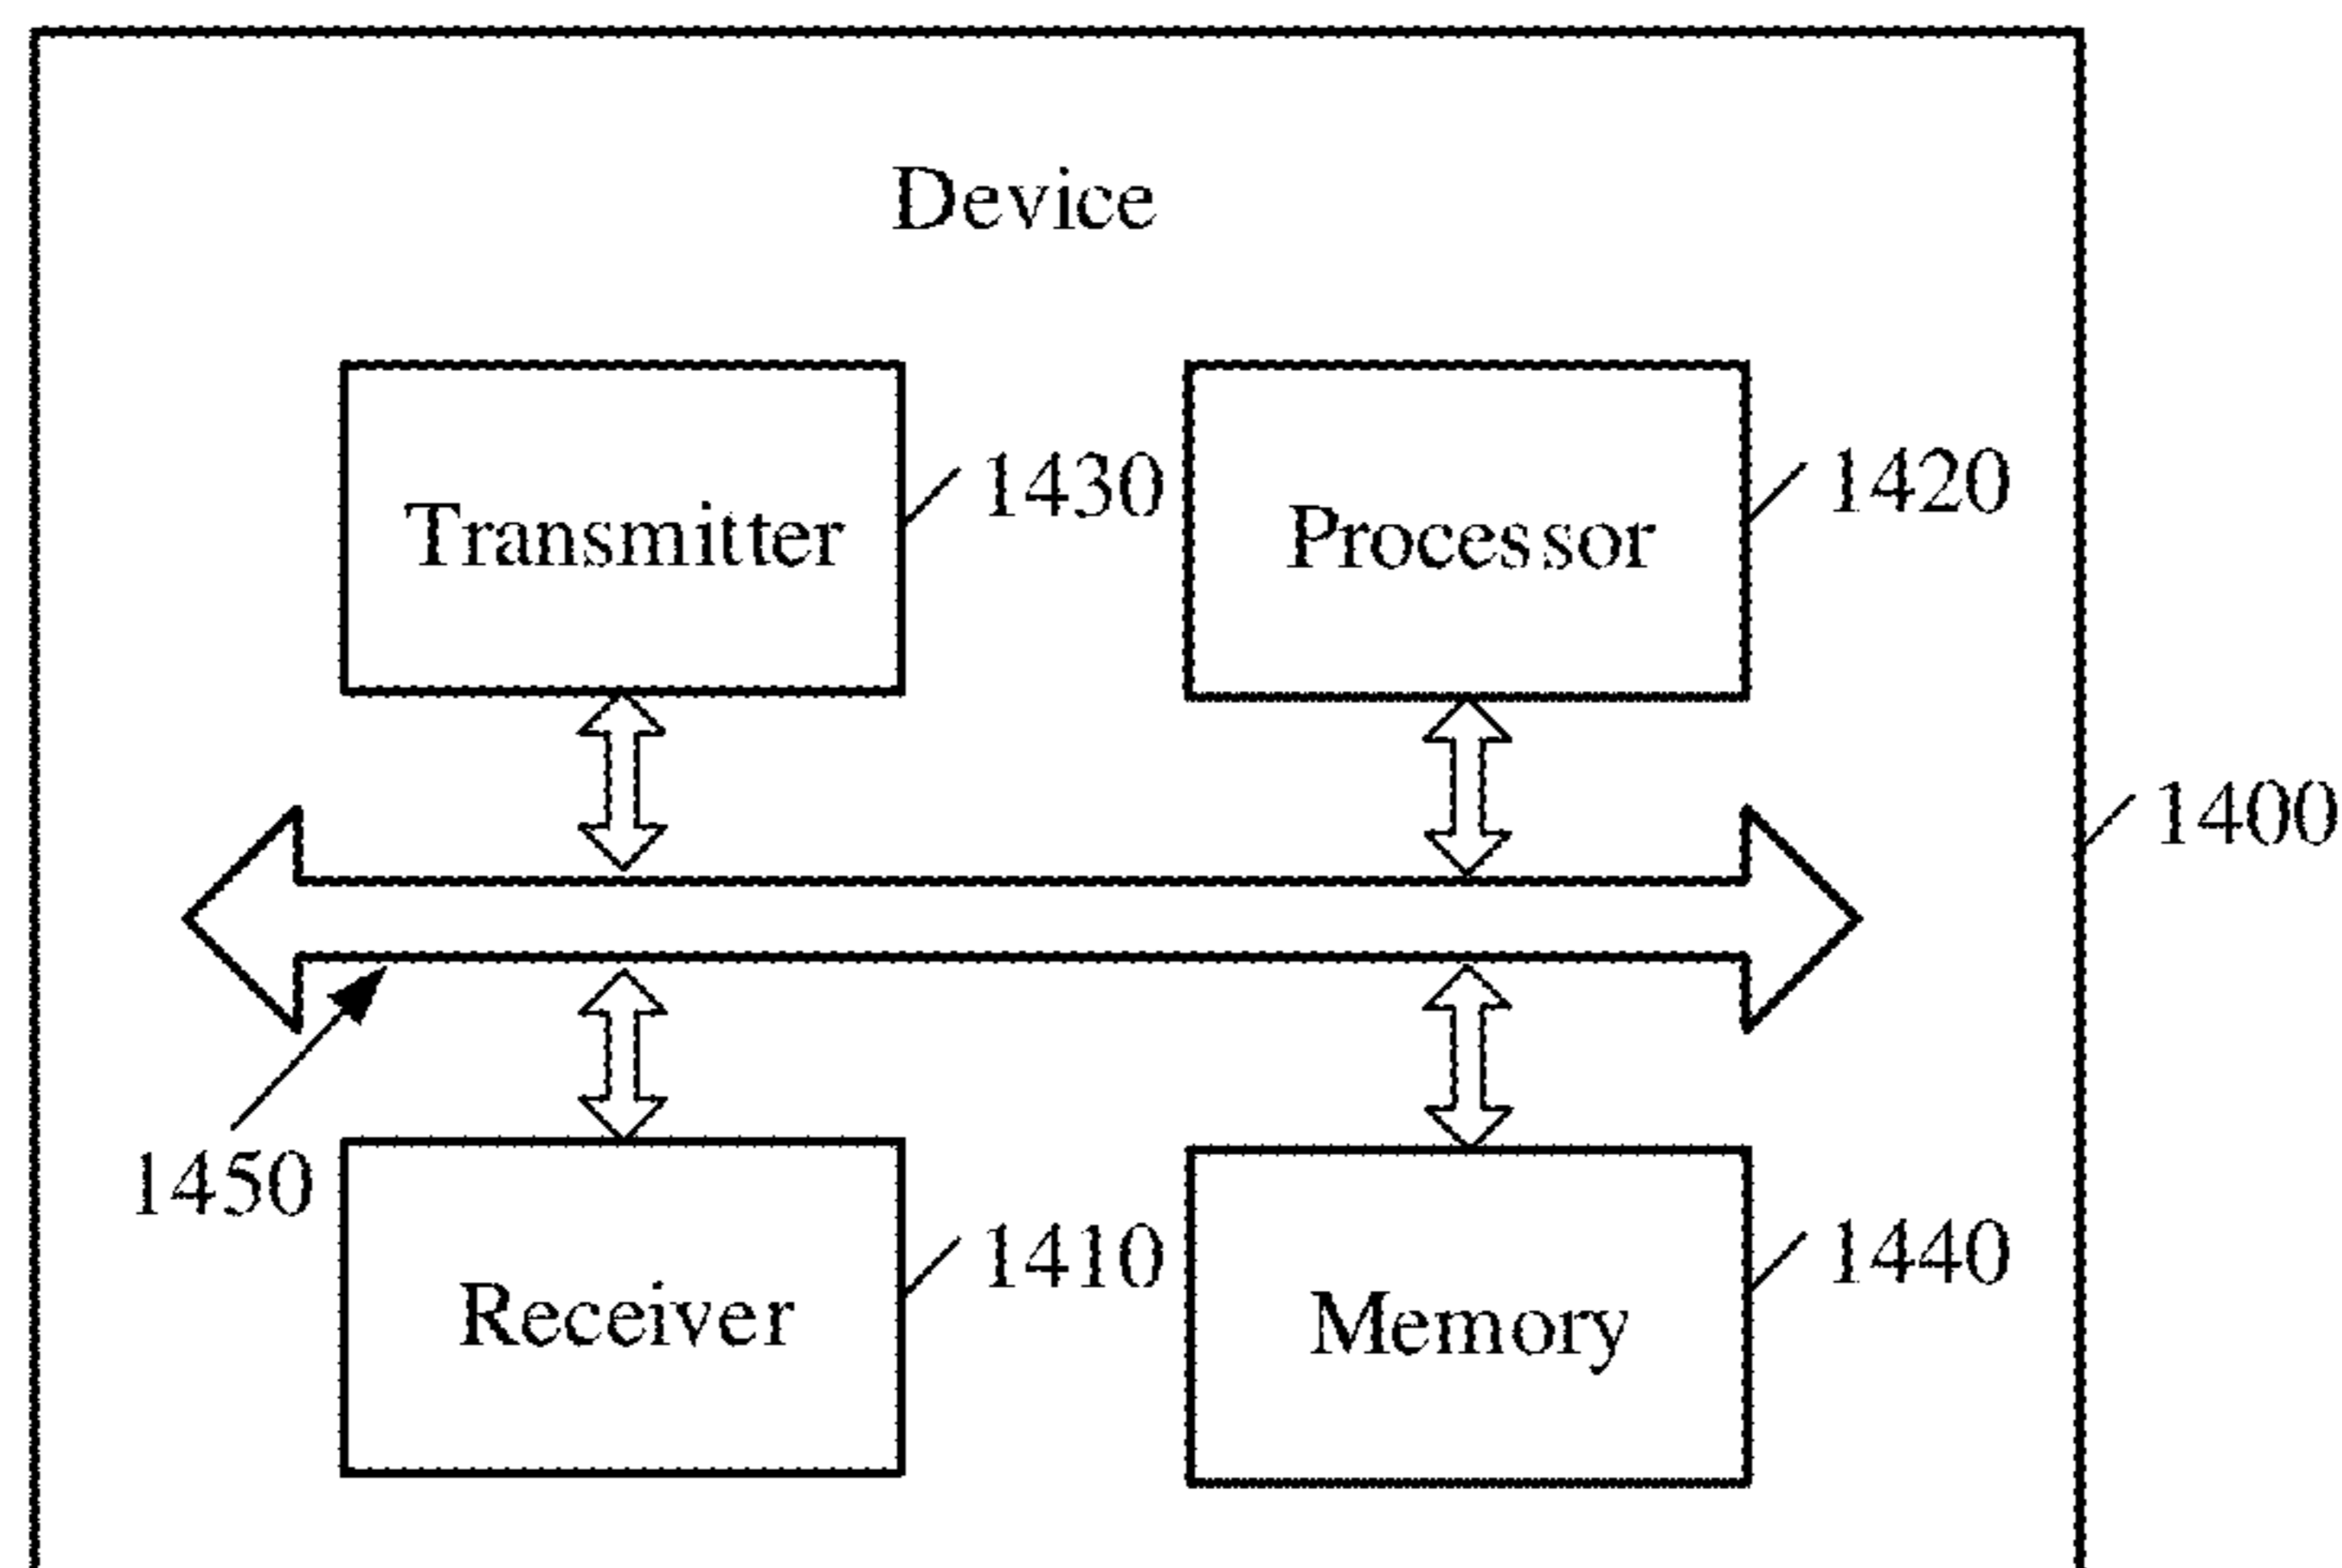 Device
Transmitter
1430
Processor
1420
1400
1450
Receiver
1410
Memory
1440